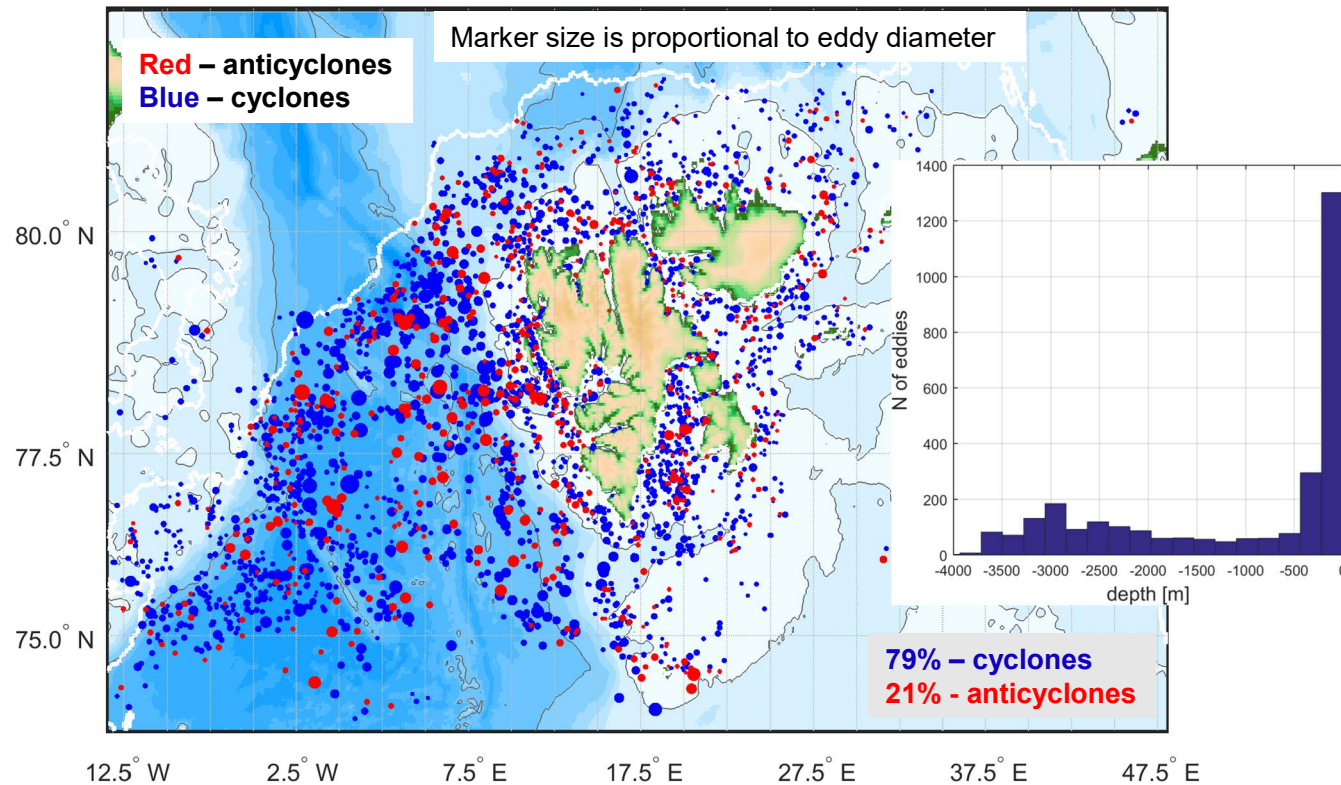 Marker size is proportional to eddy diameter
Red – anticyclones
Blue – cyclones
80.0° N
77.5° N
75.0° N
12.5° W
2.5° W
7.5° E
17.5° E
27.5° E
37.5° E
47.5° E
1400
1200
1000
800
600
400
200
0
N of eddies
-4000
-3500
-3000
-2500
-2000
-1500
-1000
-500
0
depth [m]
79% – cyclones
21% - anticyclones